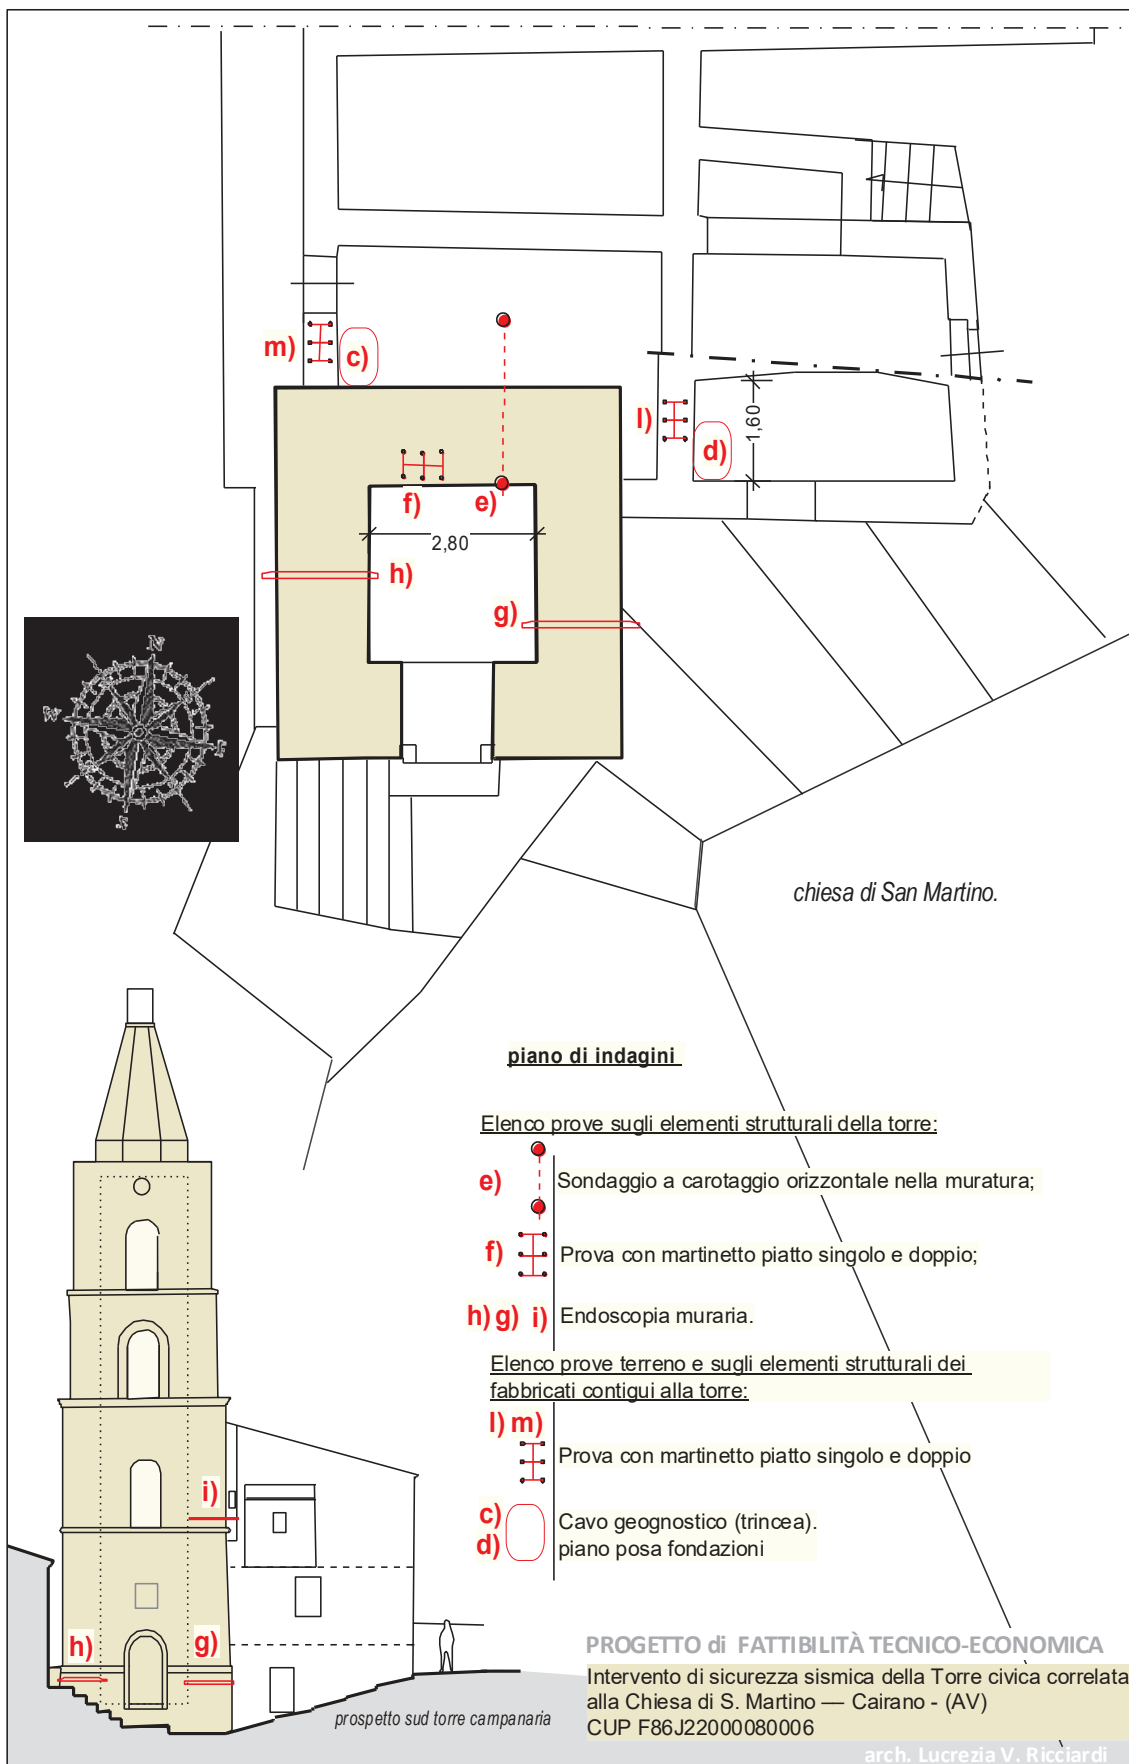 m)
c)
l)
d)
1,60
f)
e)
2,80
h)
g)
N
W
E
S
chiesa di San Martino.
piano di indagini
Elenco prove sugli elementi strutturali della torre:
e)
Sondaggio a carotaggio orizzontale nella muratura;
f)
Prova con martinetto piatto singolo e doppio;
h) g) i)
Endoscopia muraria.
Elenco prove terreno e sugli elementi strutturali dei
fabbricati contigui alla torre:
l) m)
Prova con martinetto piatto singolo e doppio
c)
Cavo geognostico (trincea).
d)
piano posa fondazioni
i)
h)
g)
prospetto sud torre campanaria
PROGETTO di FATTIBILITÀ TECNICO-ECONOMICA
Intervento di sicurezza sismica della Torre civica correlata
alla Chiesa di S. Martino — Cairano - (AV)
CUP F86J22000080006
arch. Lucrezia V. Ricciardi